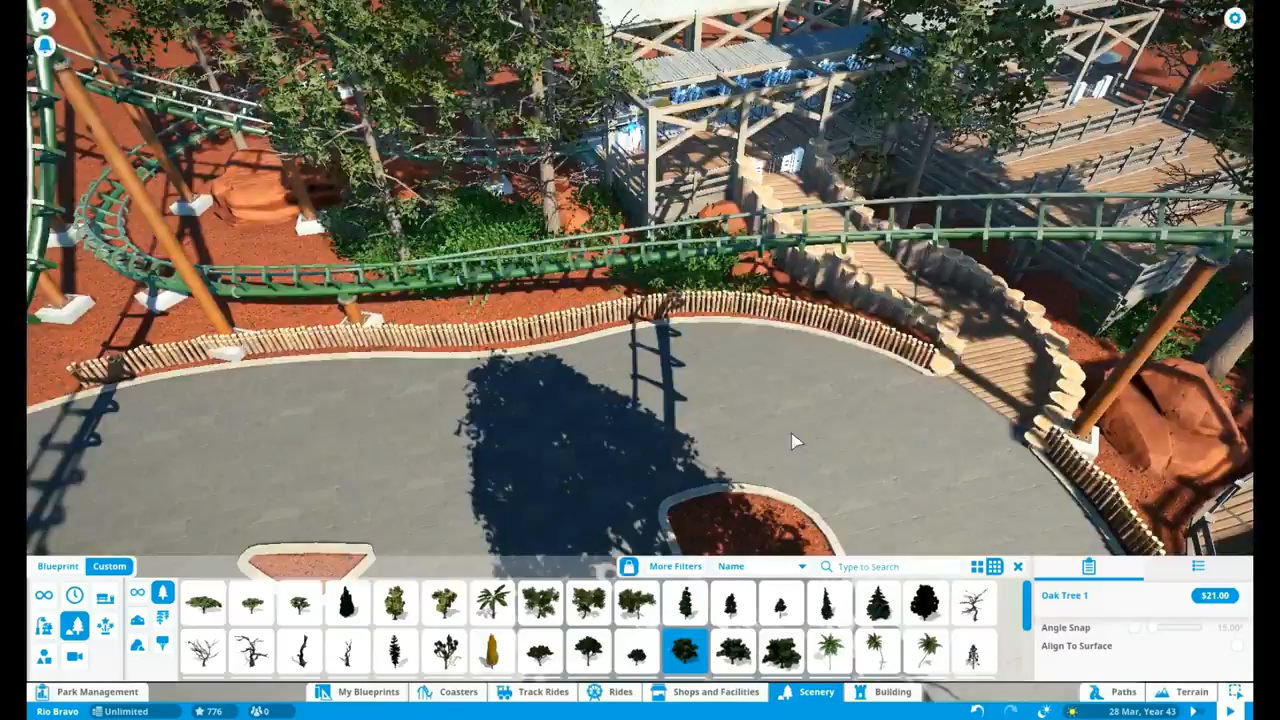 ?
Blueprint Custom
More Filters Name Type to Search
Oak Tree 1 $21.00
Angle Snap 15.00°
Align To Surface
Park Management My Blueprints Coasters Track Rides Rides Shops and Facilities Scenery Building Paths Terrain
Rio Bravo Unlimited 776 0 28 Mar, Year 43